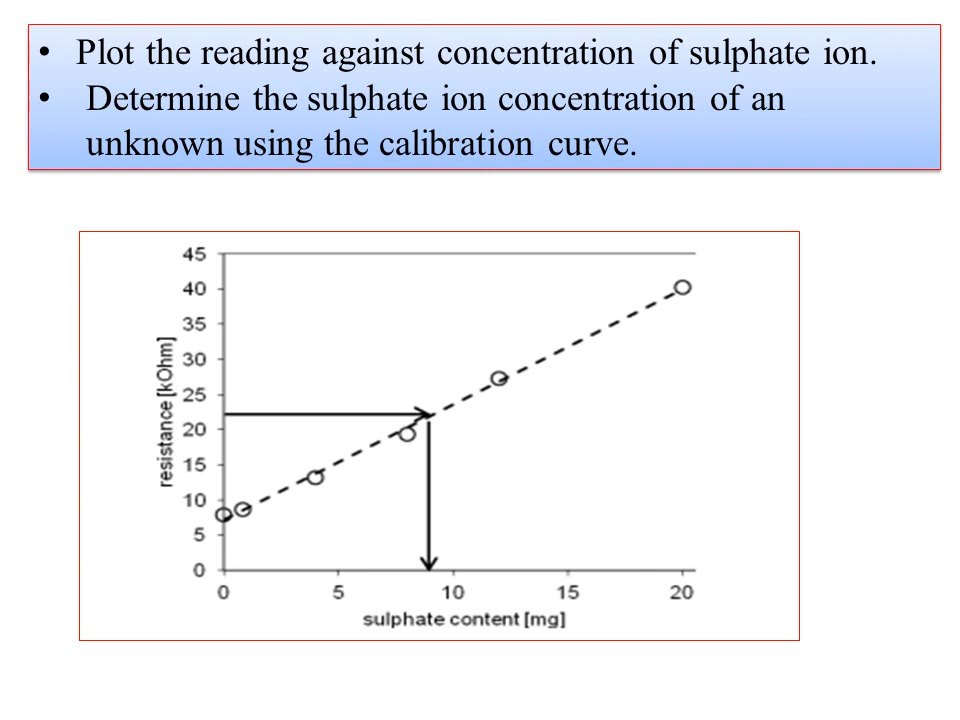 • Plot the reading against concentration of sulphate ion.
• Determine the sulphate ion concentration of an
unknown using the calibration curve.
45
40
35
30
25
20
15
10
5
0
resistance [kOhm]
0 5 10 15 20
sulphate content [mg]